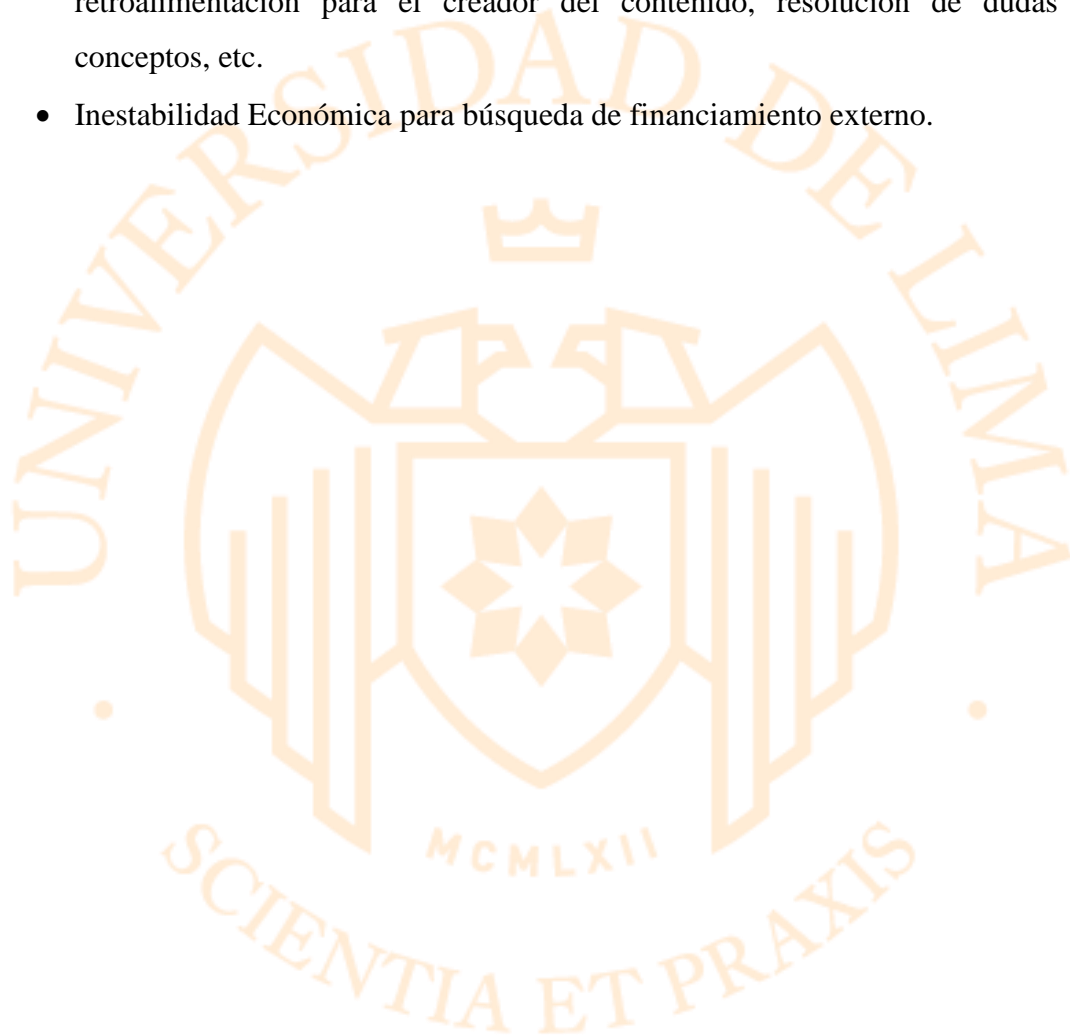 retroalimentación para el creador del contenido, resolución de dudas
conceptos, etc.
• Inestabilidad Económica para búsqueda de financiamiento externo.
UNIVERSIDAD DE LIMA
MCMLXII
SCIENTIA ET PRAXIS